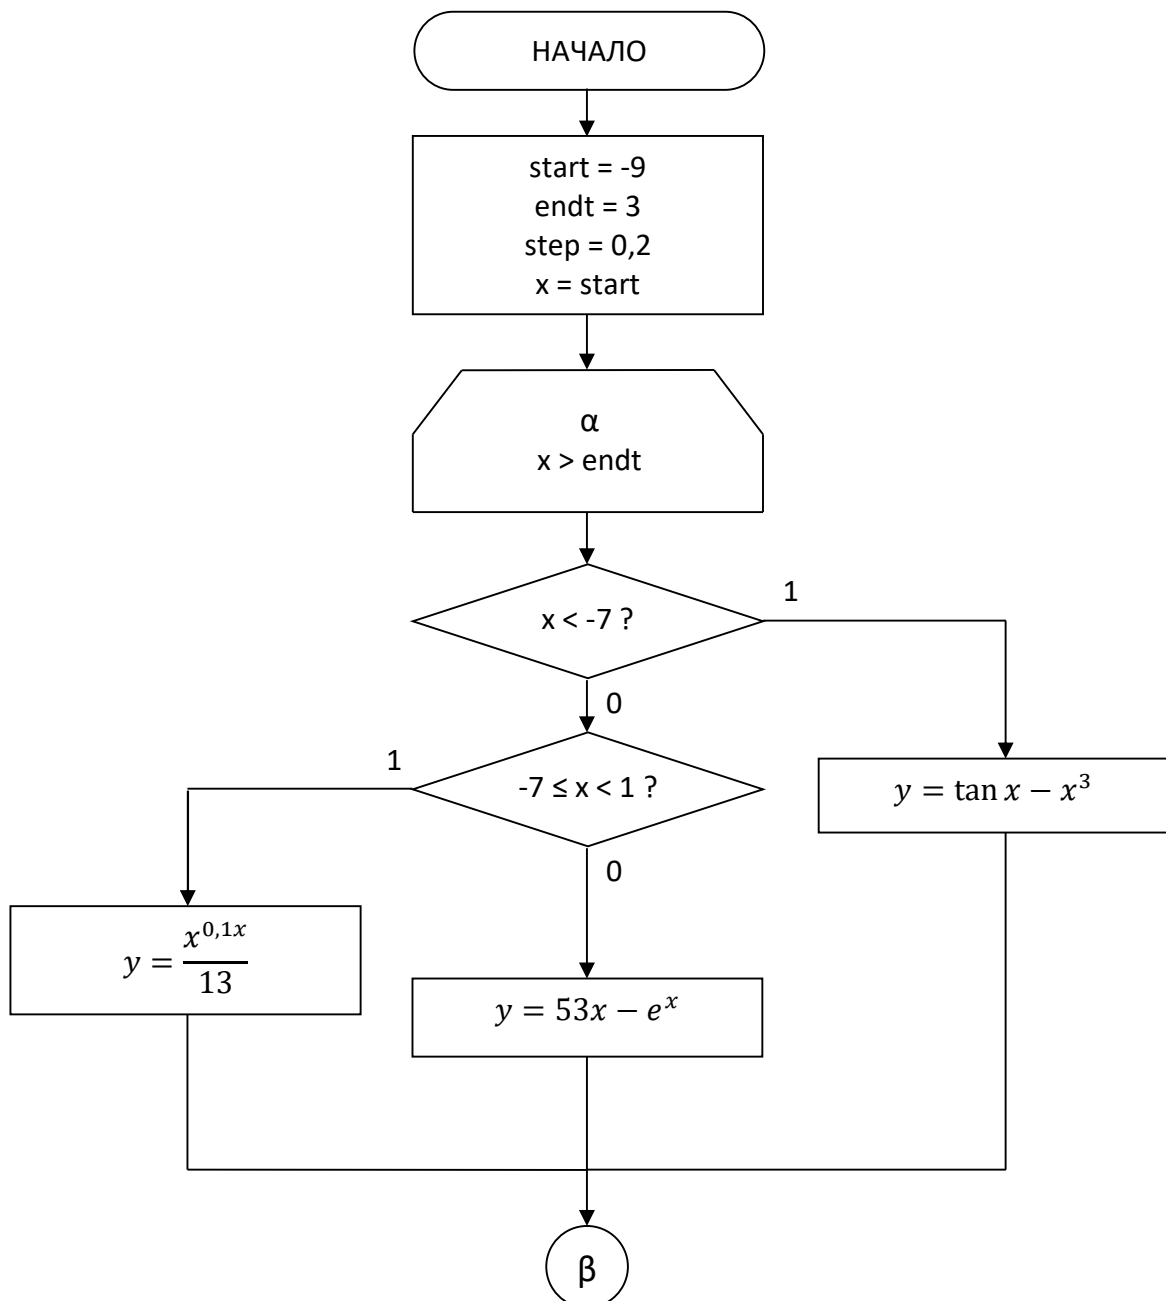 НАЧАЛО
start = -9
endt = 3
step = 0,2
x = start
α
x > endt
x < -7 ?
1
0
-7 ≤ x < 1 ?
1
0
y = tan x − x³
y = x^{0,1x}/13
y = 53x − eˣ
β